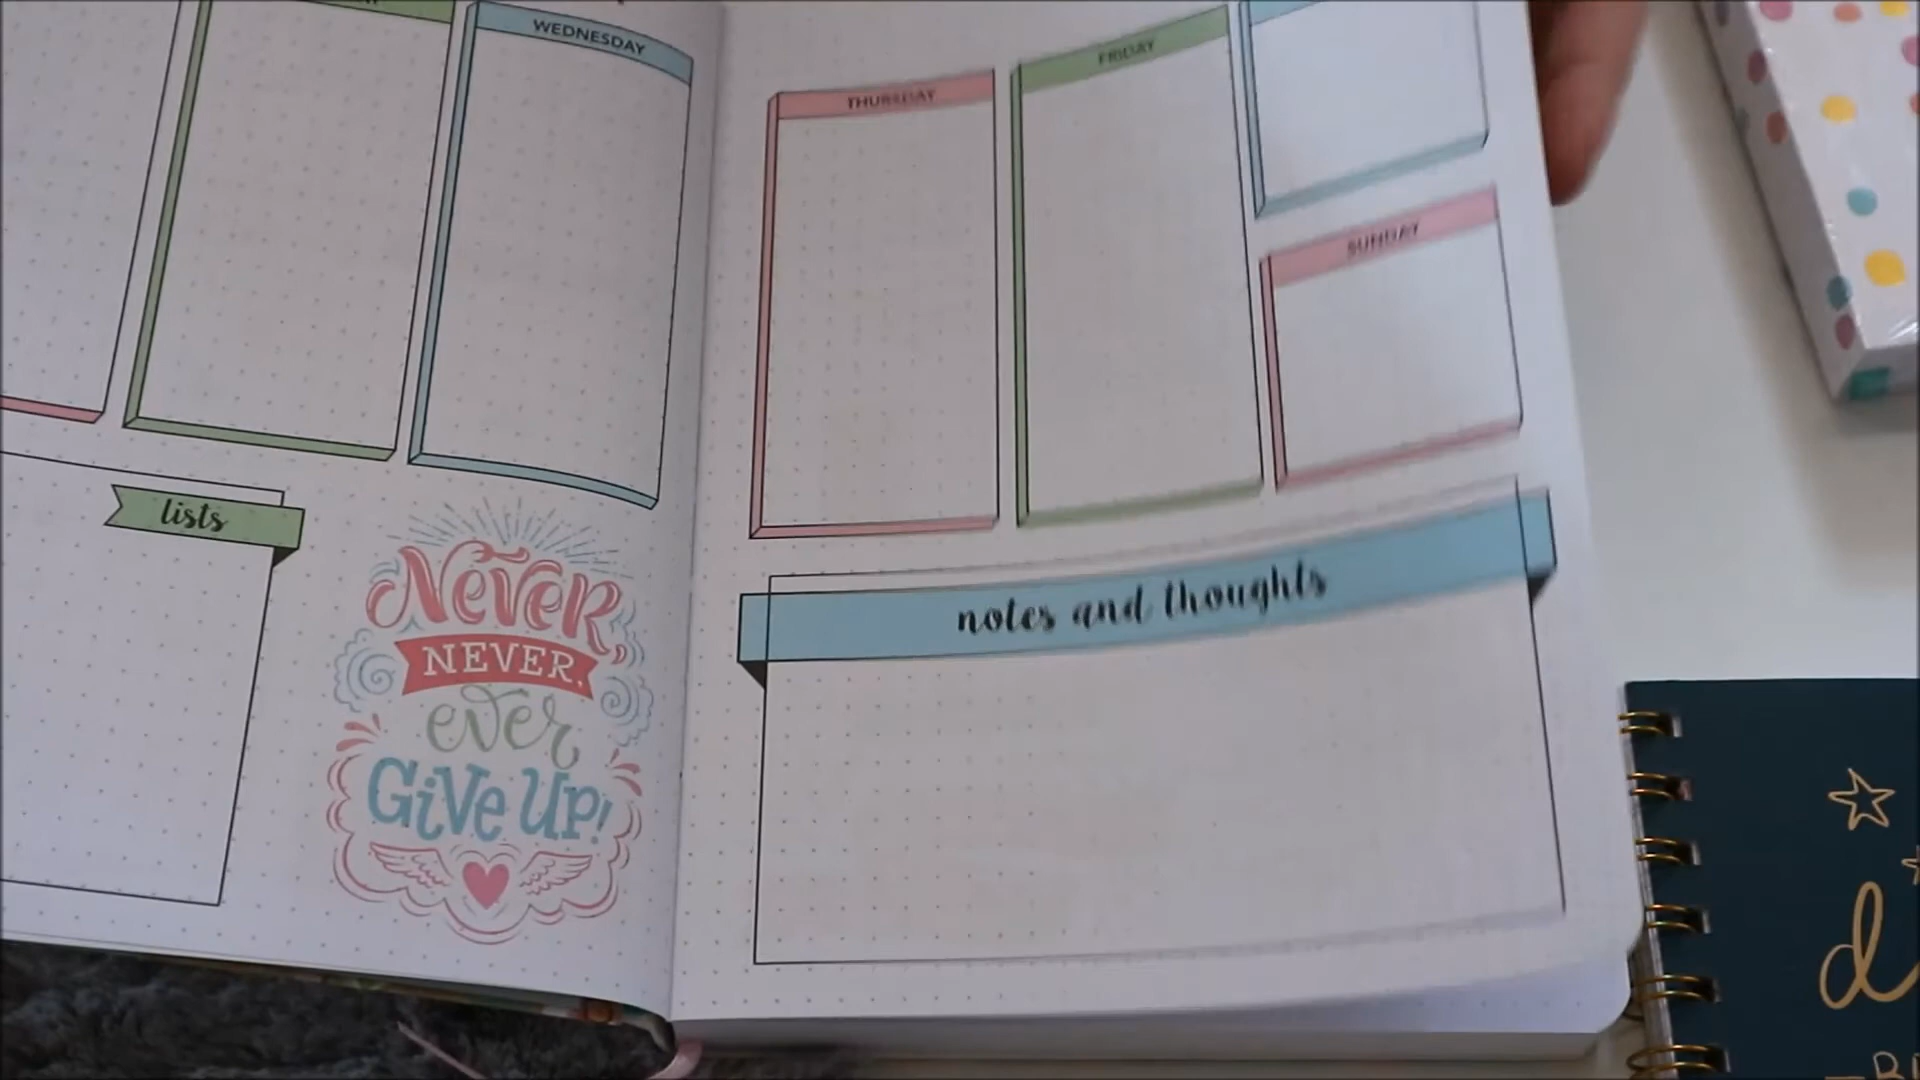 WEDNESDAY
THURSDAY
FRIDAY
SUNDAY
lists
Never,
NEVER,
ever
GiVe Up!
notes and thoughts
d